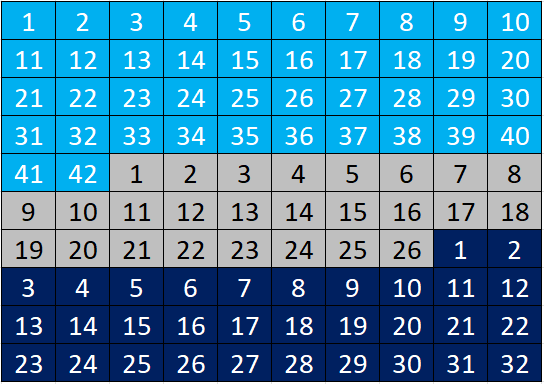 1 2 3 4 5 6 7 8 9 10
11 12 13 14 15 16 17 18 19 20
21 22 23 24 25 26 27 28 29 30
31 32 33 34 35 36 37 38 39 40
41 42 1 2 3 4 5 6 7 8
9 10 11 12 13 14 15 16 17 18
19 20 21 22 23 24 25 26 1 2
3 4 5 6 7 8 9 10 11 12
13 14 15 16 17 18 19 20 21 22
23 24 25 26 27 28 29 30 31 32